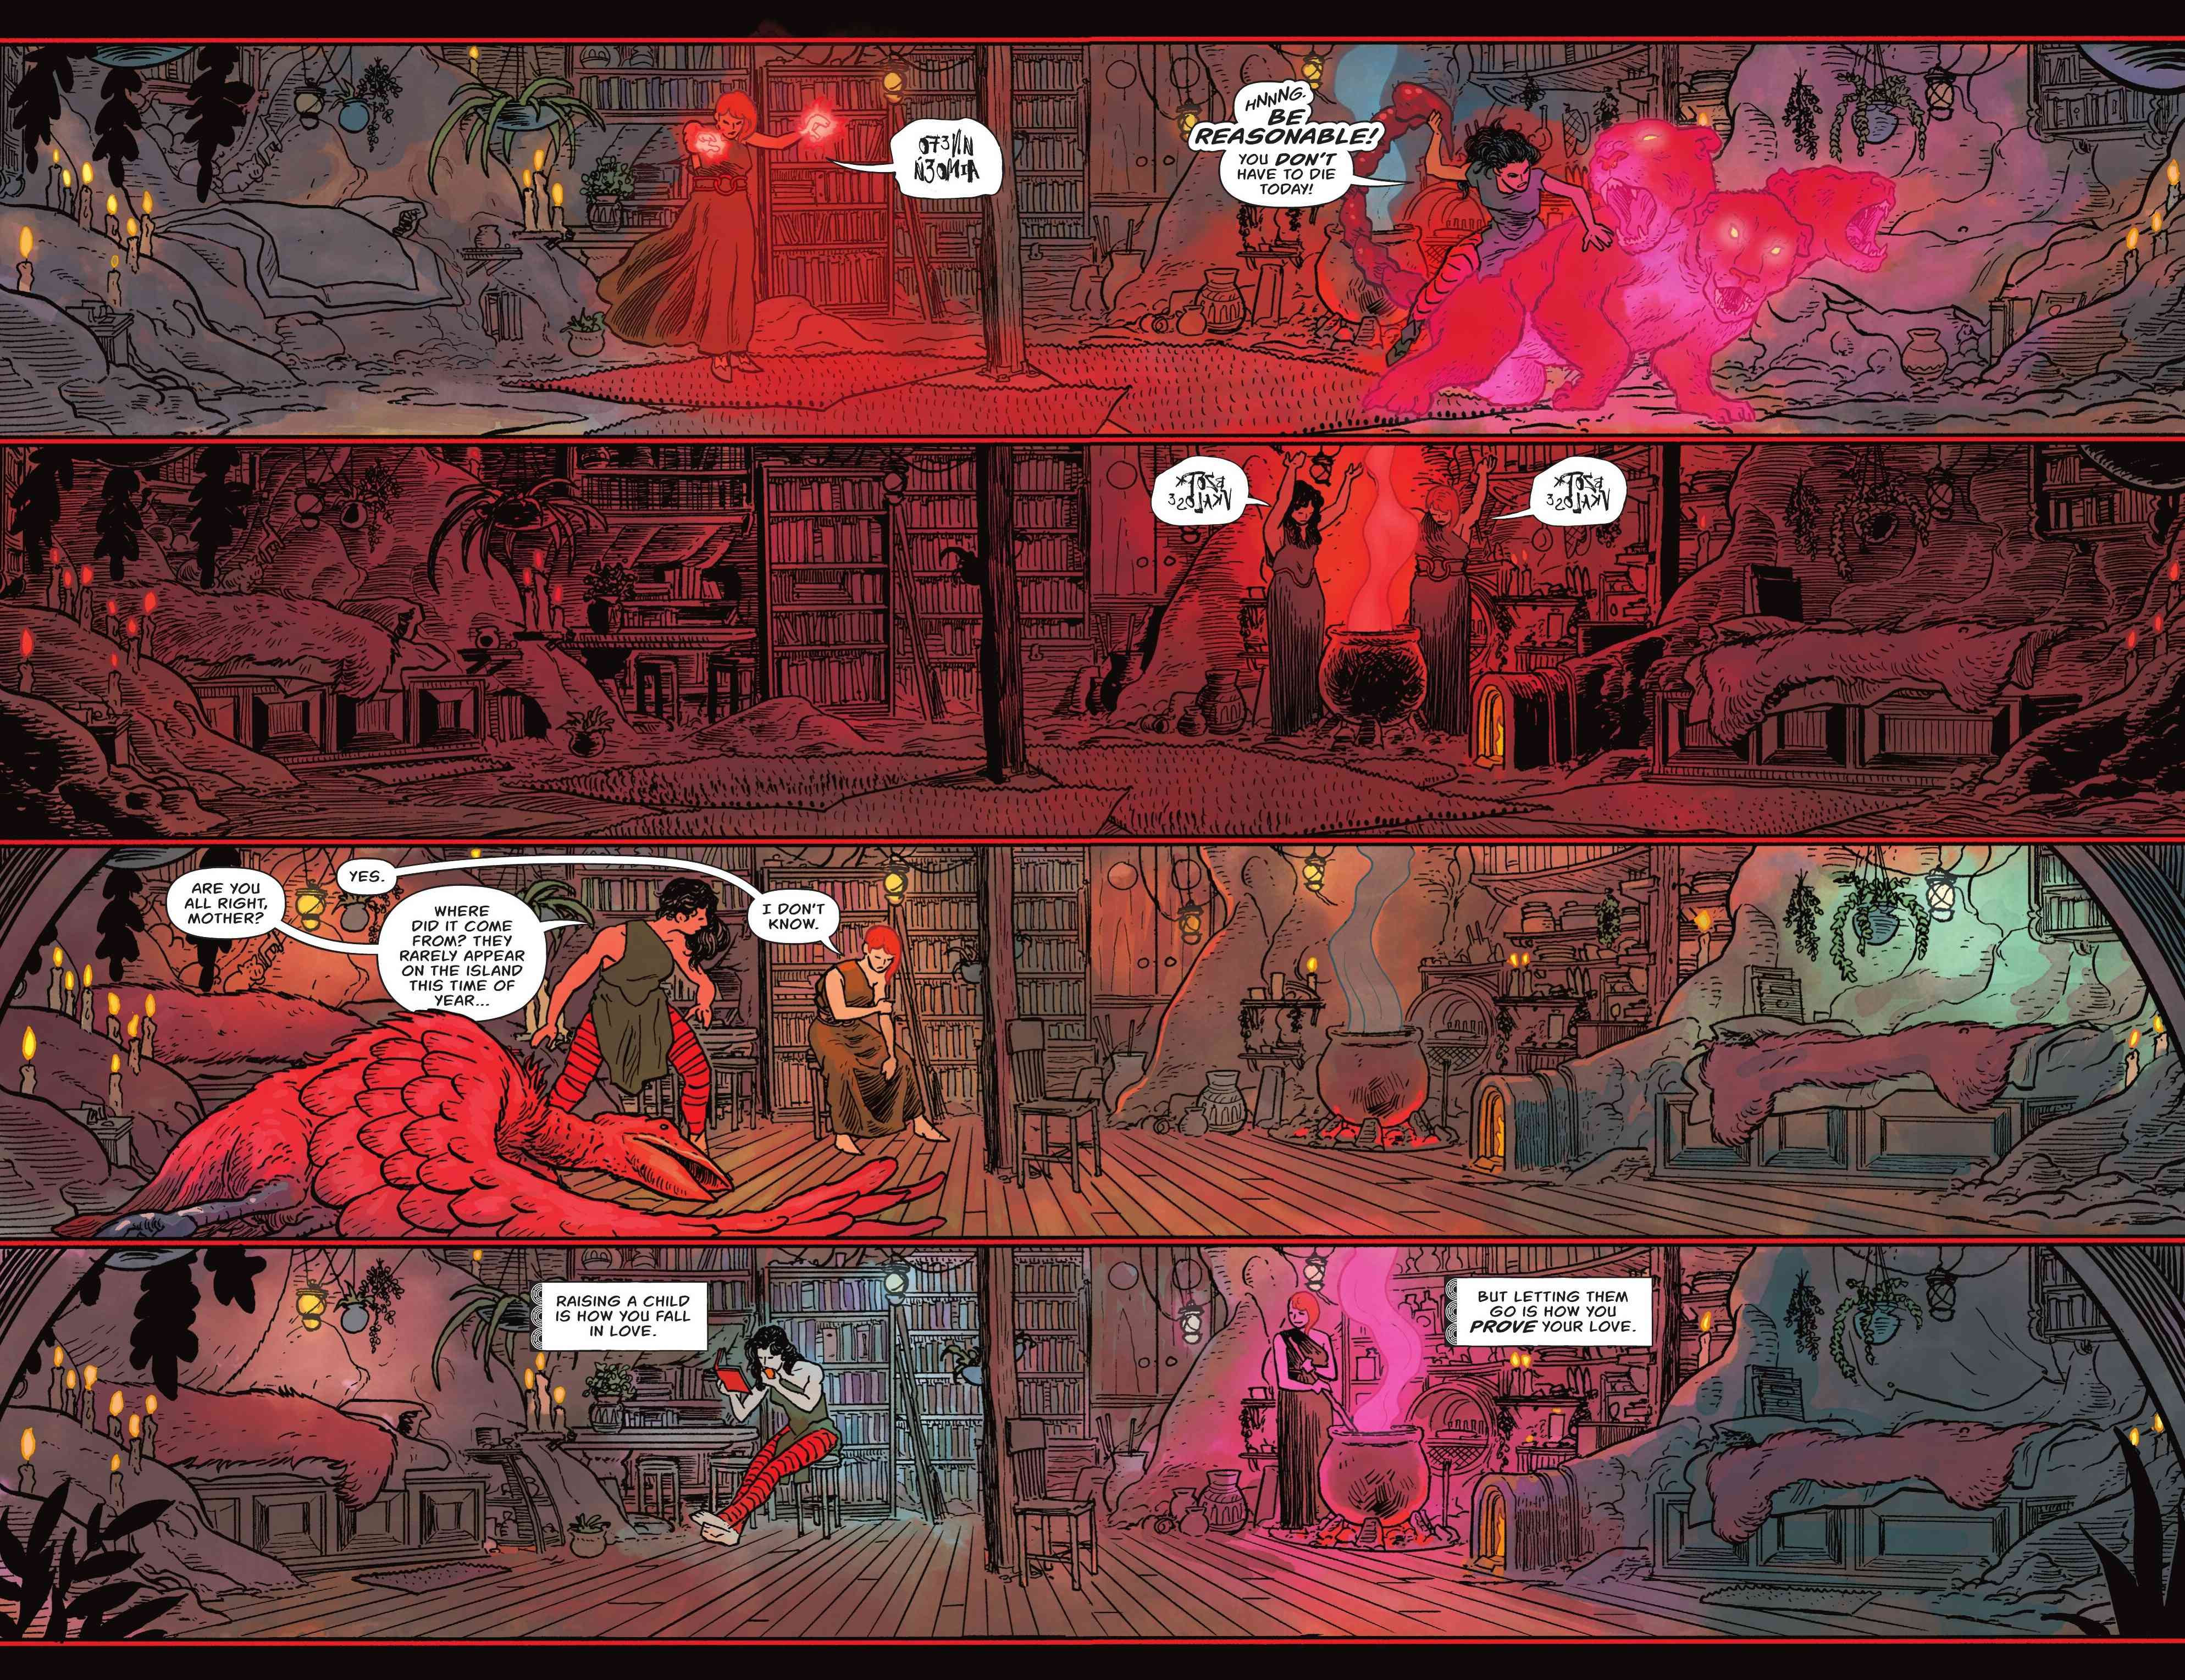 HNNNG.
BE
REASONABLE!
YOU DON'T
HAVE TO DIE
TODAY!
ARE YOU
ALL RIGHT,
MOTHER?
YES.
WHERE
DID IT COME
FROM? THEY
RARELY APPEAR
ON THE ISLAND
THIS TIME OF
YEAR...
I DON'T
KNOW.
RAISING A CHILD
IS HOW YOU FALL
IN LOVE.
BUT LETTING THEM
GO IS HOW YOU
PROVE YOUR LOVE.